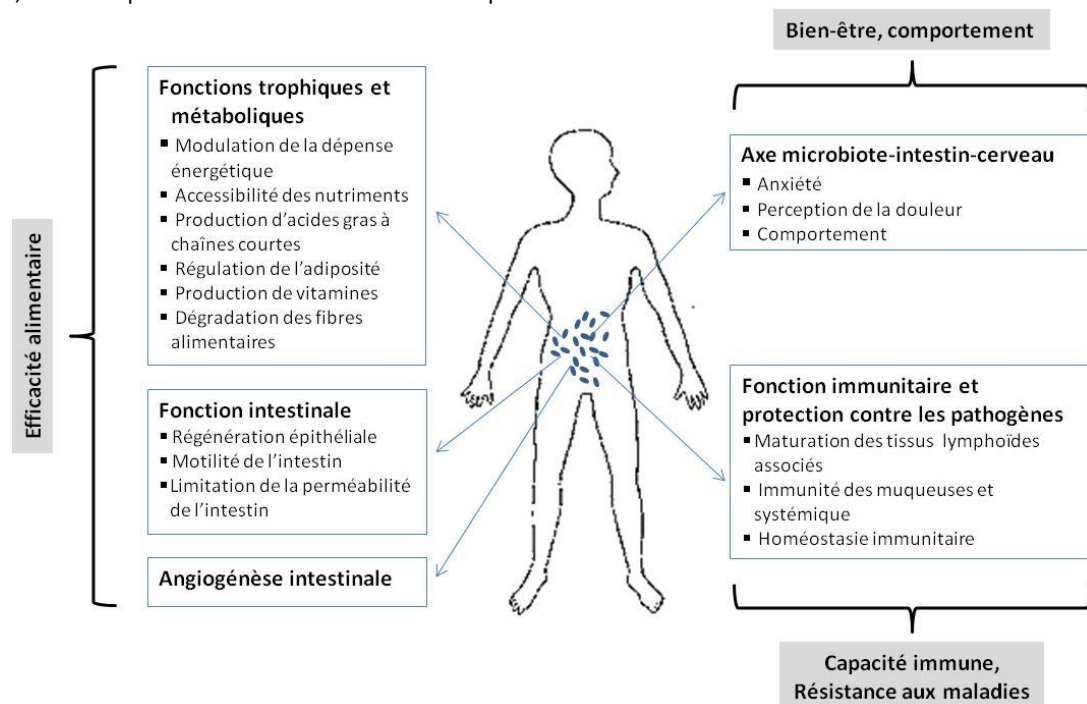 Bien-être, comportement
Fonctions trophiques et
métaboliques
▪ Modulation de la dépense
énergétique
▪ Accessibilité des nutriments
▪ Production d'acides gras à
chaînes courtes
▪ Régulation de l'adiposité
▪ Production de vitamines
▪ Dégradation des fibres
alimentaires
Axe microbiote-intestin-cerveau
▪ Anxiété
▪ Perception de la douleur
▪ Comportement
Efficacité alimentaire
Fonction intestinale
▪ Régénération épithéliale
▪ Motilité de l'intestin
▪ Limitation de la perméabilité
de l'intestin
Fonction immunitaire et
protection contre les pathogènes
▪ Maturation des tissus lymphoïdes
associés
▪ Immunité des muqueuses et
systémique
▪ Homéostasie immunitaire
Angiogénèse intestinale
Capacité immune,
Résistance aux maladies